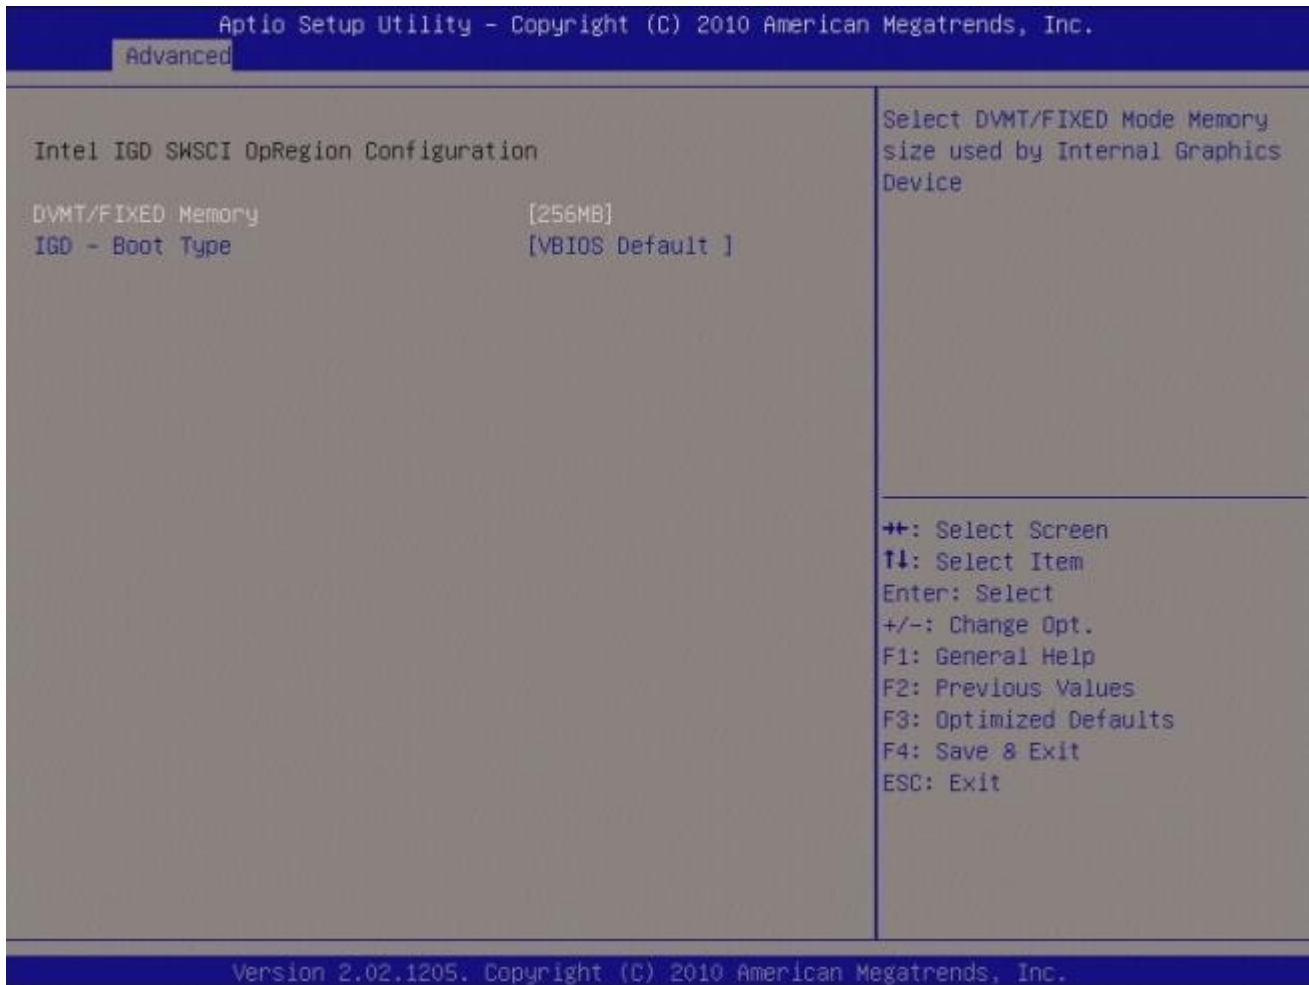 Aptio Setup Utility – Copyright (C) 2010 American Megatrends, Inc.
Advanced
Intel IGD SWSCI OpRegion Configuration
DVMT/FIXED Memory [256MB]
IGD – Boot Type [VBIOS Default ]
Select DVMT/FIXED Mode Memory
size used by Internal Graphics
Device
→←: Select Screen
↑↓: Select Item
Enter: Select
+/-: Change Opt.
F1: General Help
F2: Previous Values
F3: Optimized Defaults
F4: Save & Exit
ESC: Exit
Version 2.02.1205. Copyright (C) 2010 American Megatrends, Inc.